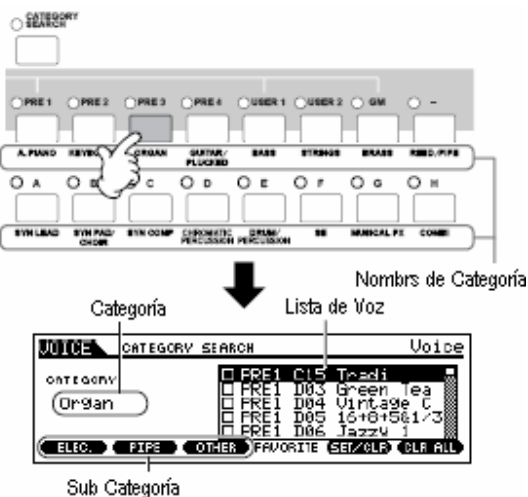 CATEGORY
SEARCH
PRE 1 PRE 2 PRE 3 PRE 4 USER 1 USER 2 GM –
A. PIANO ORGAN GUITAR/ BASS STRINGS BRASS REED/PIPE
PLUCKED
A B C D E F G H
SYN LEAD SYN PAD/ SYN COMP CHROMATIC DRUM/ SE MUSICAL FX COMBI
CHOIR PERCUSSION PERCUSSION
Nombrs de Categoría
Categoría Lista de Voz
VOICE CATEGORY SEARCH Voice
CATEGORY PRE1 C15 Tradi
PRE1 D03 Green Tea
Organ PRE1 D04 Vintage C
PRE1 D05 16+8+5&1/3
PRE1 D06 Jazzy 1
ELEC. PIPE OTHER FAVORITE SET/CLR CLR ALL
Sub Categoría